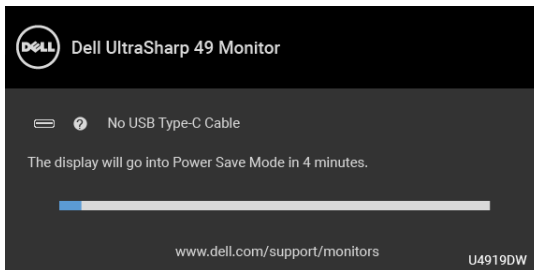 DELL
Dell UltraSharp 49 Monitor
? No USB Type-C Cable
The display will go into Power Save Mode in 4 minutes.
www.dell.com/support/monitors
U4919DW